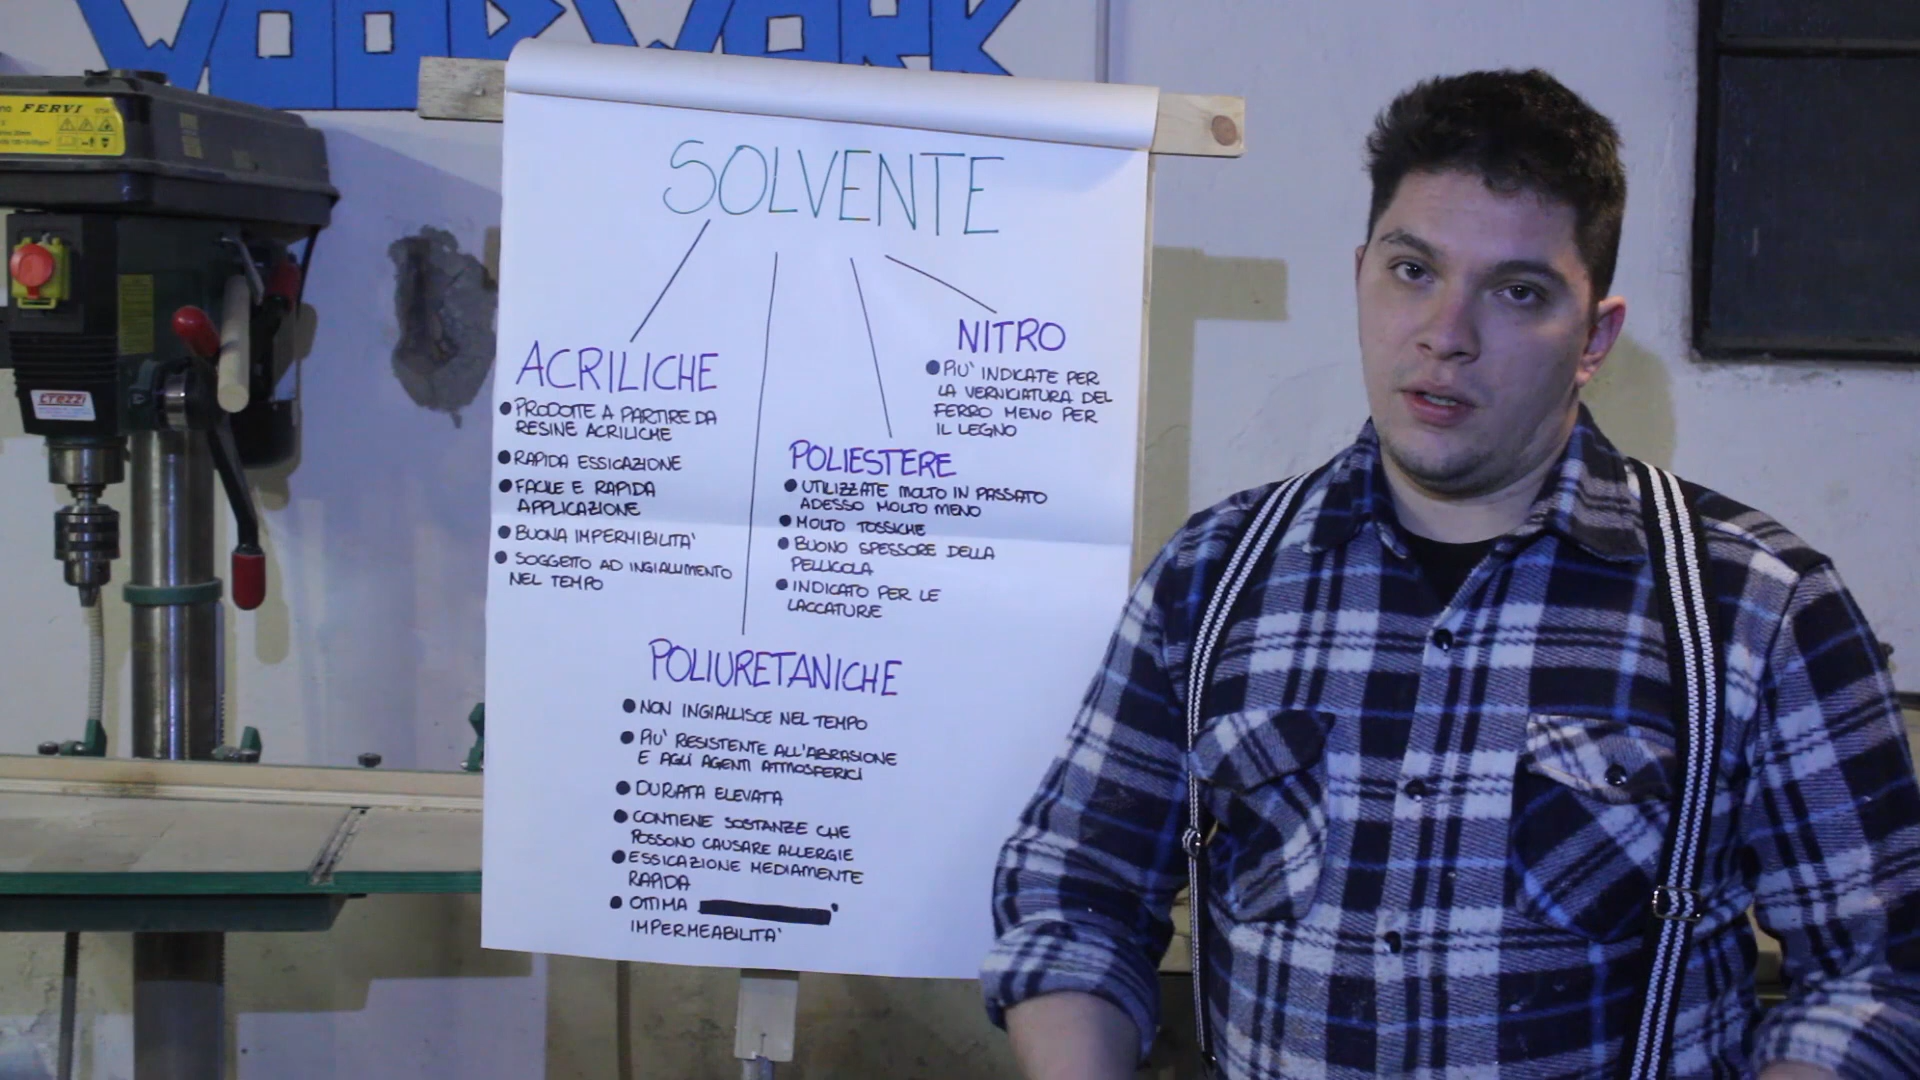 WOODWORK
FERVI
SOLVENTE
ACRILICHE
PRODOTTE A PARTIRE DA
RESINE ACRILICHE
RAPIDA ESSICAZIONE
FACILE E RAPIDA
APPLICAZIONE
BUONA IMPERMIBILITA'
SOGGETTO AD INGIALLIMENTO
NEL TEMPO
NITRO
PIU' INDICATE PER
LA VERNICIATURA DEL
FERRO MENO PER
IL LEGNO
POLIESTERE
UTILIZZATE MOLTO IN PASSATO
ADESSO MOLTO MENO
MOLTO TOSSICHE
BUONO SPESSORE DELLA
PELLICOLA
INDICATO PER LE
LACCATURE
POLIURETANICHE
NON INGIALLISCE NEL TEMPO
PIU' RESISTENTE ALL'ABRASIONE
E AGLI AGENTI ATMOSFERICI
DURATA ELEVATA
CONTIENE SOSTANZE CHE
POSSONO CAUSARE ALLERGIE
ESSICAZIONE MEDIAMENTE
RAPIDA
OTTIMA
IMPERMEABILITA'